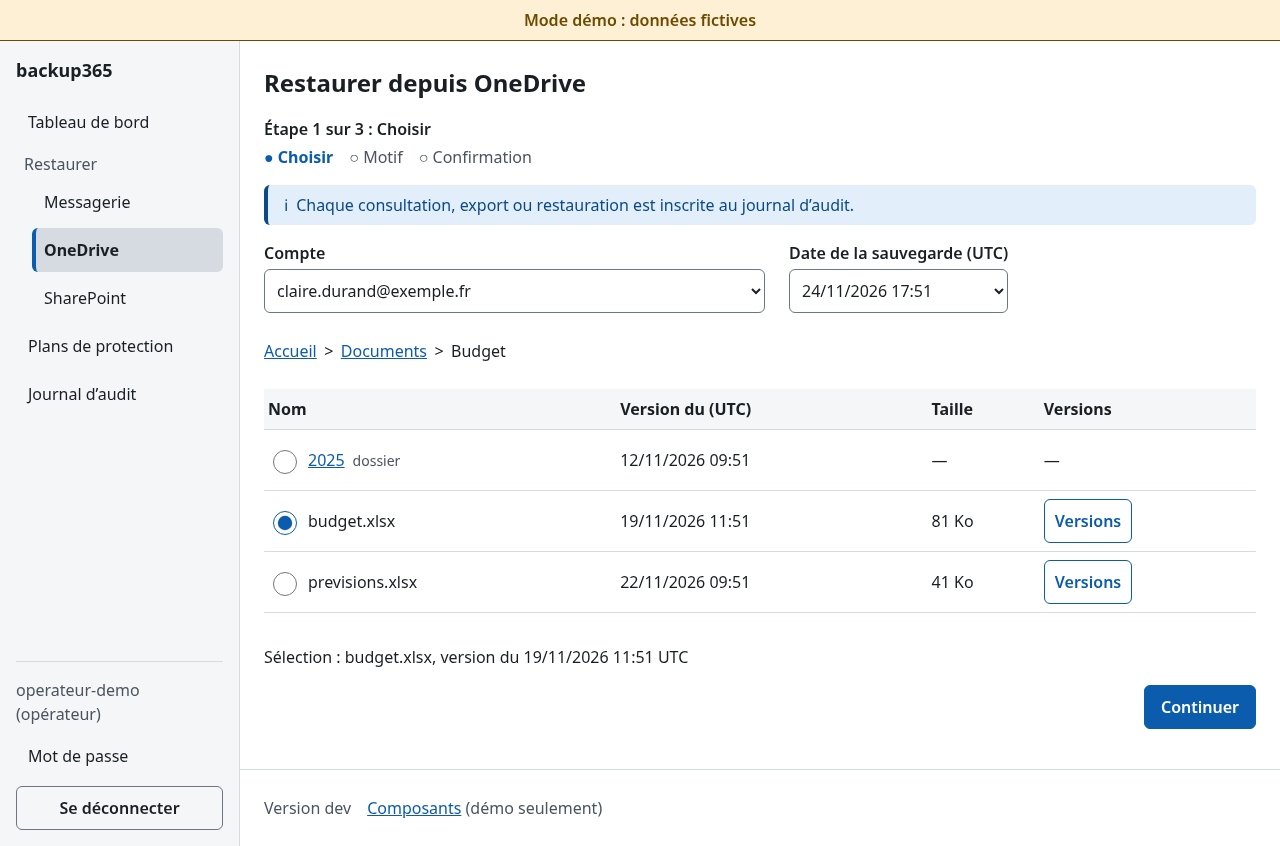 Mode démo : données fictives
backup365
Tableau de bord
Restaurer
Messagerie
OneDrive
SharePoint
Plans de protection
Journal d’audit
operateur-demo
(opérateur)
Mot de passe
Se déconnecter
Restaurer depuis OneDrive
Étape 1 sur 3 : Choisir
● Choisir ○ Motif ○ Confirmation
i Chaque consultation, export ou restauration est inscrite au journal d’audit.
Compte Date de la sauvegarde (UTC)
claire.durand@exemple.fr 24/11/2026 17:51
Accueil > Documents > Budget
Nom Version du (UTC) Taille Versions
2025 dossier 12/11/2026 09:51 — —
budget.xlsx 19/11/2026 11:51 81 Ko Versions
previsions.xlsx 22/11/2026 09:51 41 Ko Versions
Sélection : budget.xlsx, version du 19/11/2026 11:51 UTC
Continuer
Version dev Composants (démo seulement)